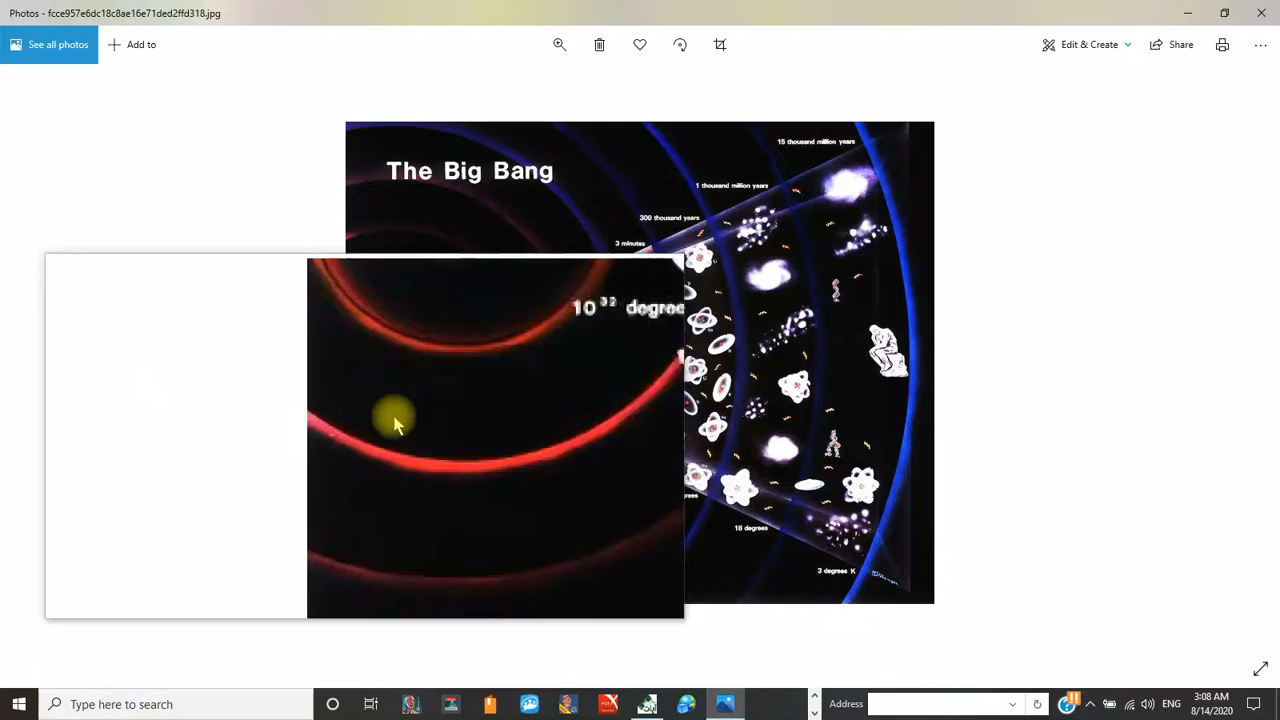 Photos - fcce957e6dc18c8ae16e71ded2ffd318.jpg
See all photos
Add to
Edit & Create
Share
The Big Bang
15 thousand million years
1 thousand million years
300 thousand years
3 minutes
10³² degree
18 degrees
3 degrees K
Type here to search
Address
ENG
3:08 AM
8/14/2020